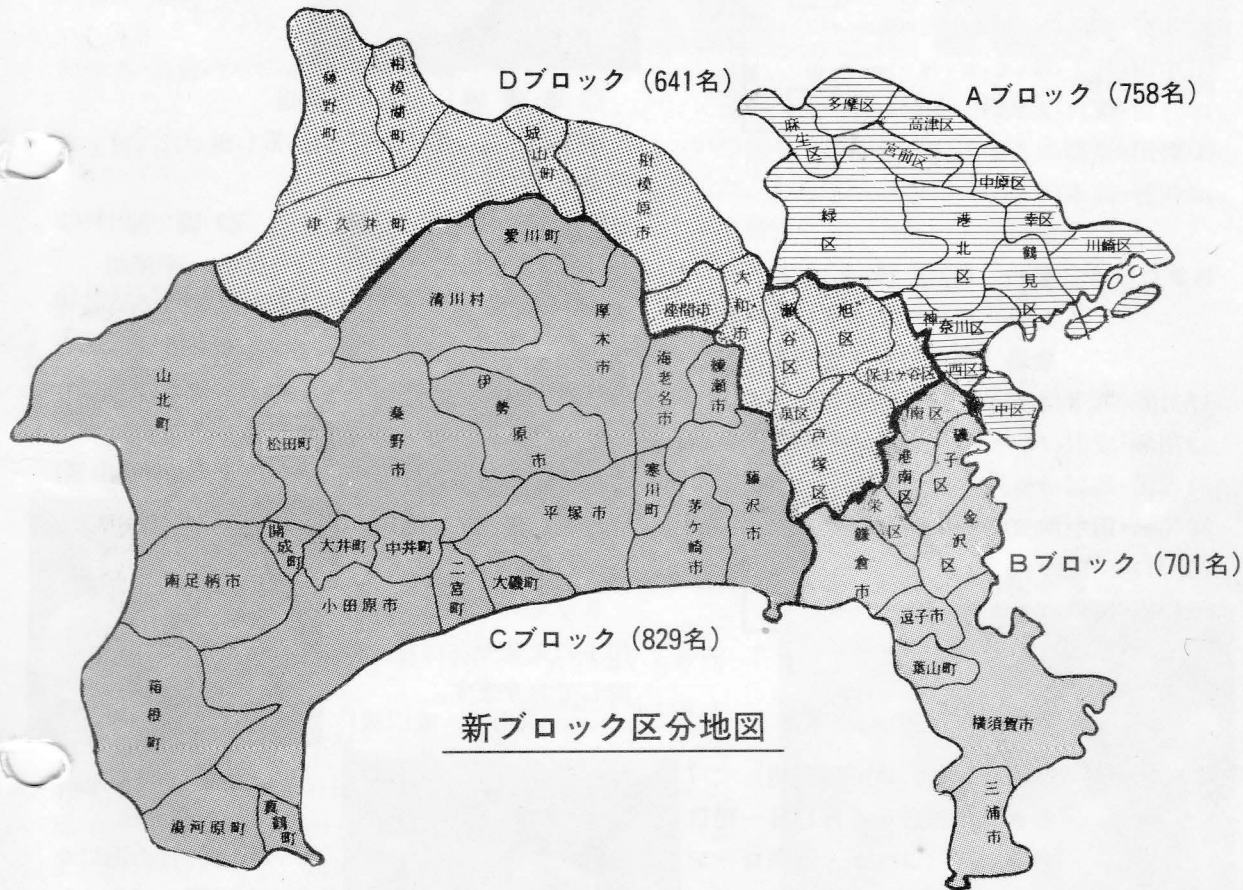 Dブロック (641名)
Aブロック (758名)
藤野町
相模湖町
城山町
津久井町
相模原市
座間市
大和市
瀬谷区
旭区
保土ケ谷区
泉区
戸塚区
多摩区
麻生区
高津区
宮前区
中原区
緑区
港北区
幸区
川崎区
鶴見区
神奈川区
西区
中区
愛川町
清川村
厚木市
海老名市
綾瀬市
山北町
松田町
秦野市
伊勢原市
寒川町
藤沢市
茅ケ崎市
平塚市
開成町
大井町
中井町
二宮町
大磯町
南足柄市
小田原市
箱根町
湯河原町
真鶴町
南区
磯子区
港南区
栄区
金沢区
鎌倉市
逗子市
葉山町
横須賀市
三浦市
Bブロック (701名)
Cブロック (829名)
新ブロック区分地図